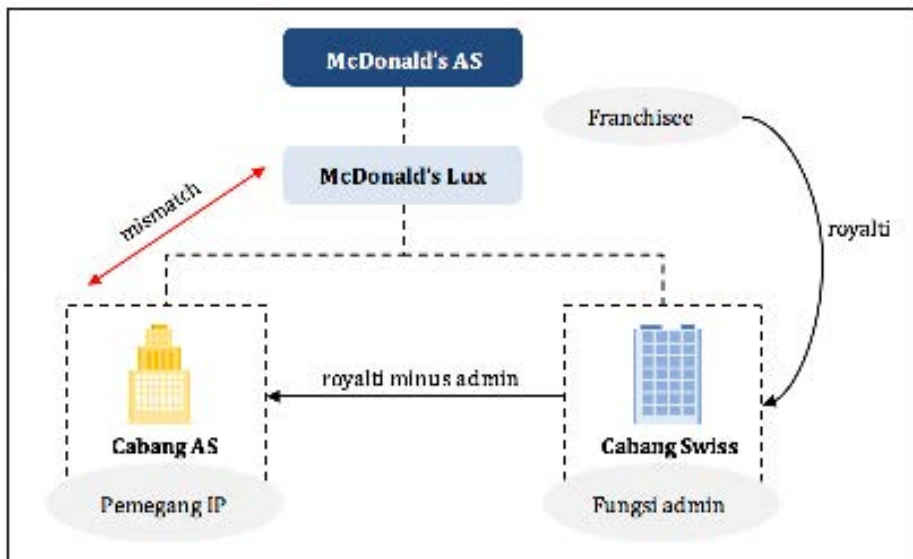 McDonald's AS
Franchisee
McDonald's Lux
mismatch
royalti
royalti minus admin
Cabang AS
Cabang Swiss
Pemegang IP
Fungsi admin